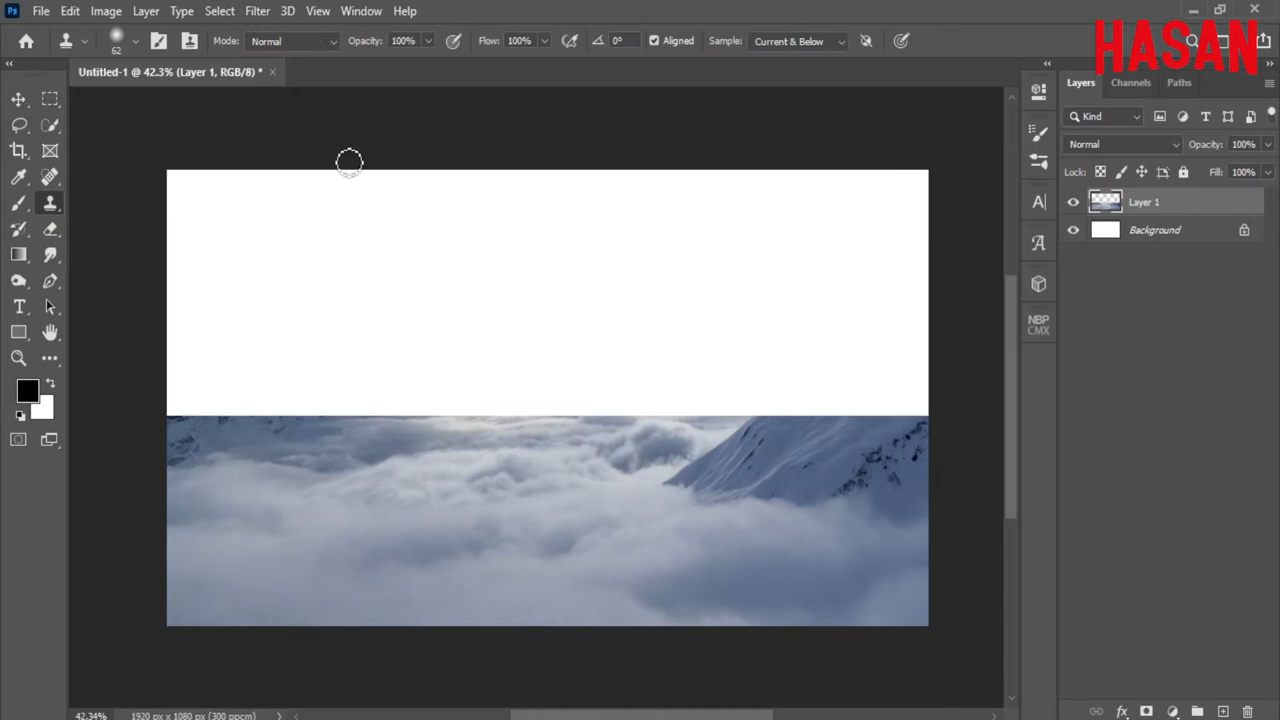 Ps File Edit Image Layer Type Select Filter 3D View Window Help
HASAN
62 Mode: Normal Opacity: 100% Flow: 100% 0° Aligned Sample: Current & Below
Untitled-1 @ 42.3% (Layer 1, RGB/8) * ×
Layers Channels Paths
Kind
Normal Opacity: 100%
Lock: Fill: 100%
Layer 1
Background
NBP
CMX
42.34% 1920 px x 1080 px (300 ppcm)